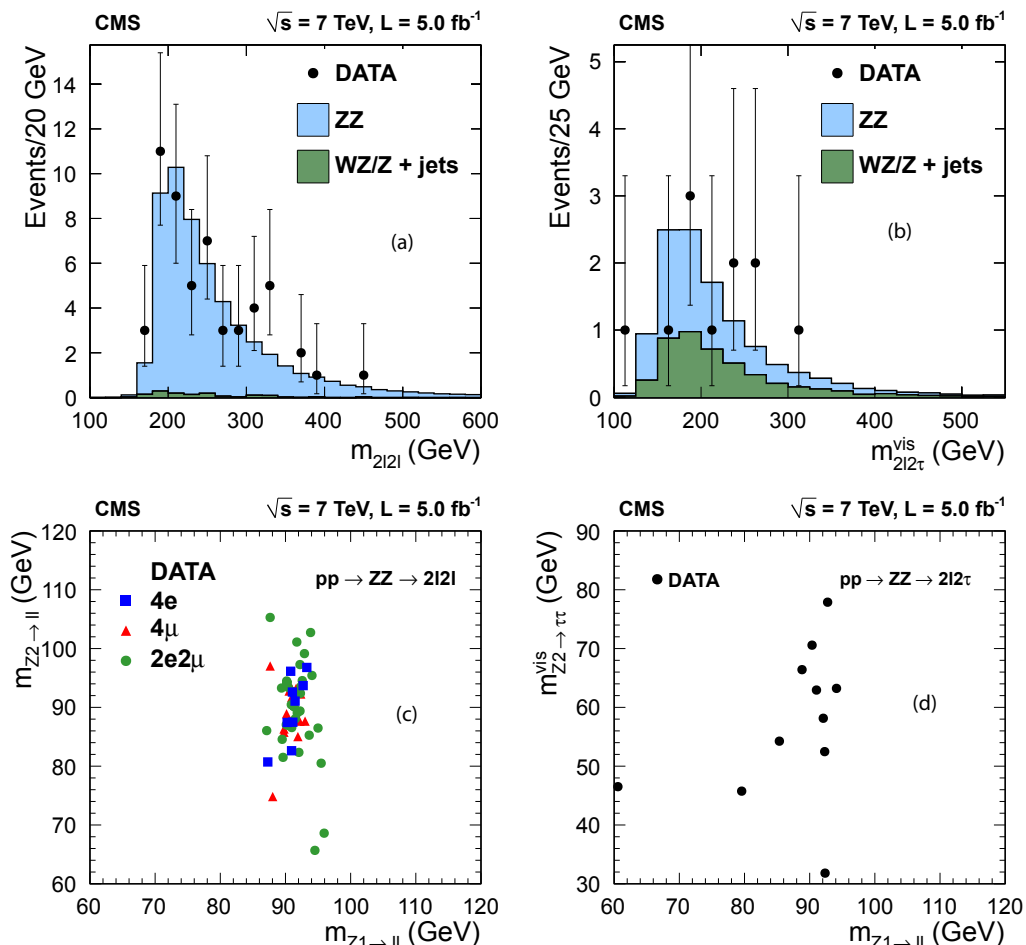 CMS √s = 7 TeV, L = 5.0 fb⁻¹
Events/20 GeV
14
12
10
8
6
4
2
0
DATA
ZZ
WZ/Z + jets
(a)
100 200 300 400 500 600
m₂ₗ₂ₗ (GeV)
CMS √s = 7 TeV, L = 5.0 fb⁻¹
Events/25 GeV
5
4
3
2
1
0
DATA
ZZ
WZ/Z + jets
(b)
100 200 300 400 500
m^vis_2l2τ (GeV)
CMS √s = 7 TeV, L = 5.0 fb⁻¹
m_Z2→ll (GeV)
120
110
100
90
80
70
60
DATA
4e
4μ
2e2μ
pp → ZZ → 2l2l
(c)
60 70 80 90 100 110 120
m_Z1→ll (GeV)
CMS √s = 7 TeV, L = 5.0 fb⁻¹
m^vis_Z2→ττ (GeV)
90
80
70
60
50
40
30
DATA
pp → ZZ → 2l2τ
(d)
60 70 80 90 100 110 120
m_Z1→ll (GeV)